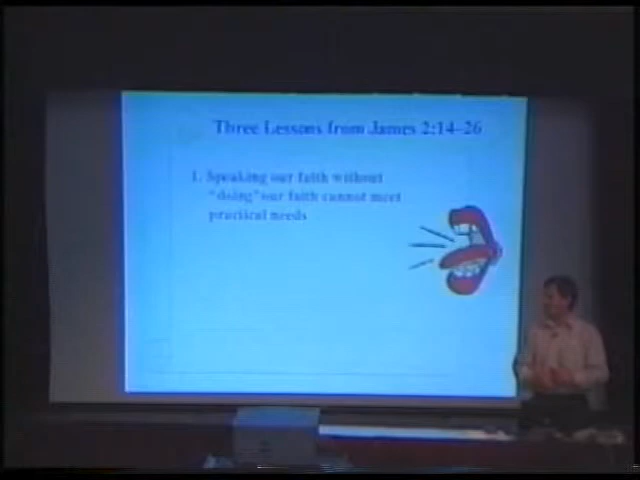 Three Lessons from James 2:14-26
1. Speaking our faith without
"doing" our faith cannot meet
practical needs